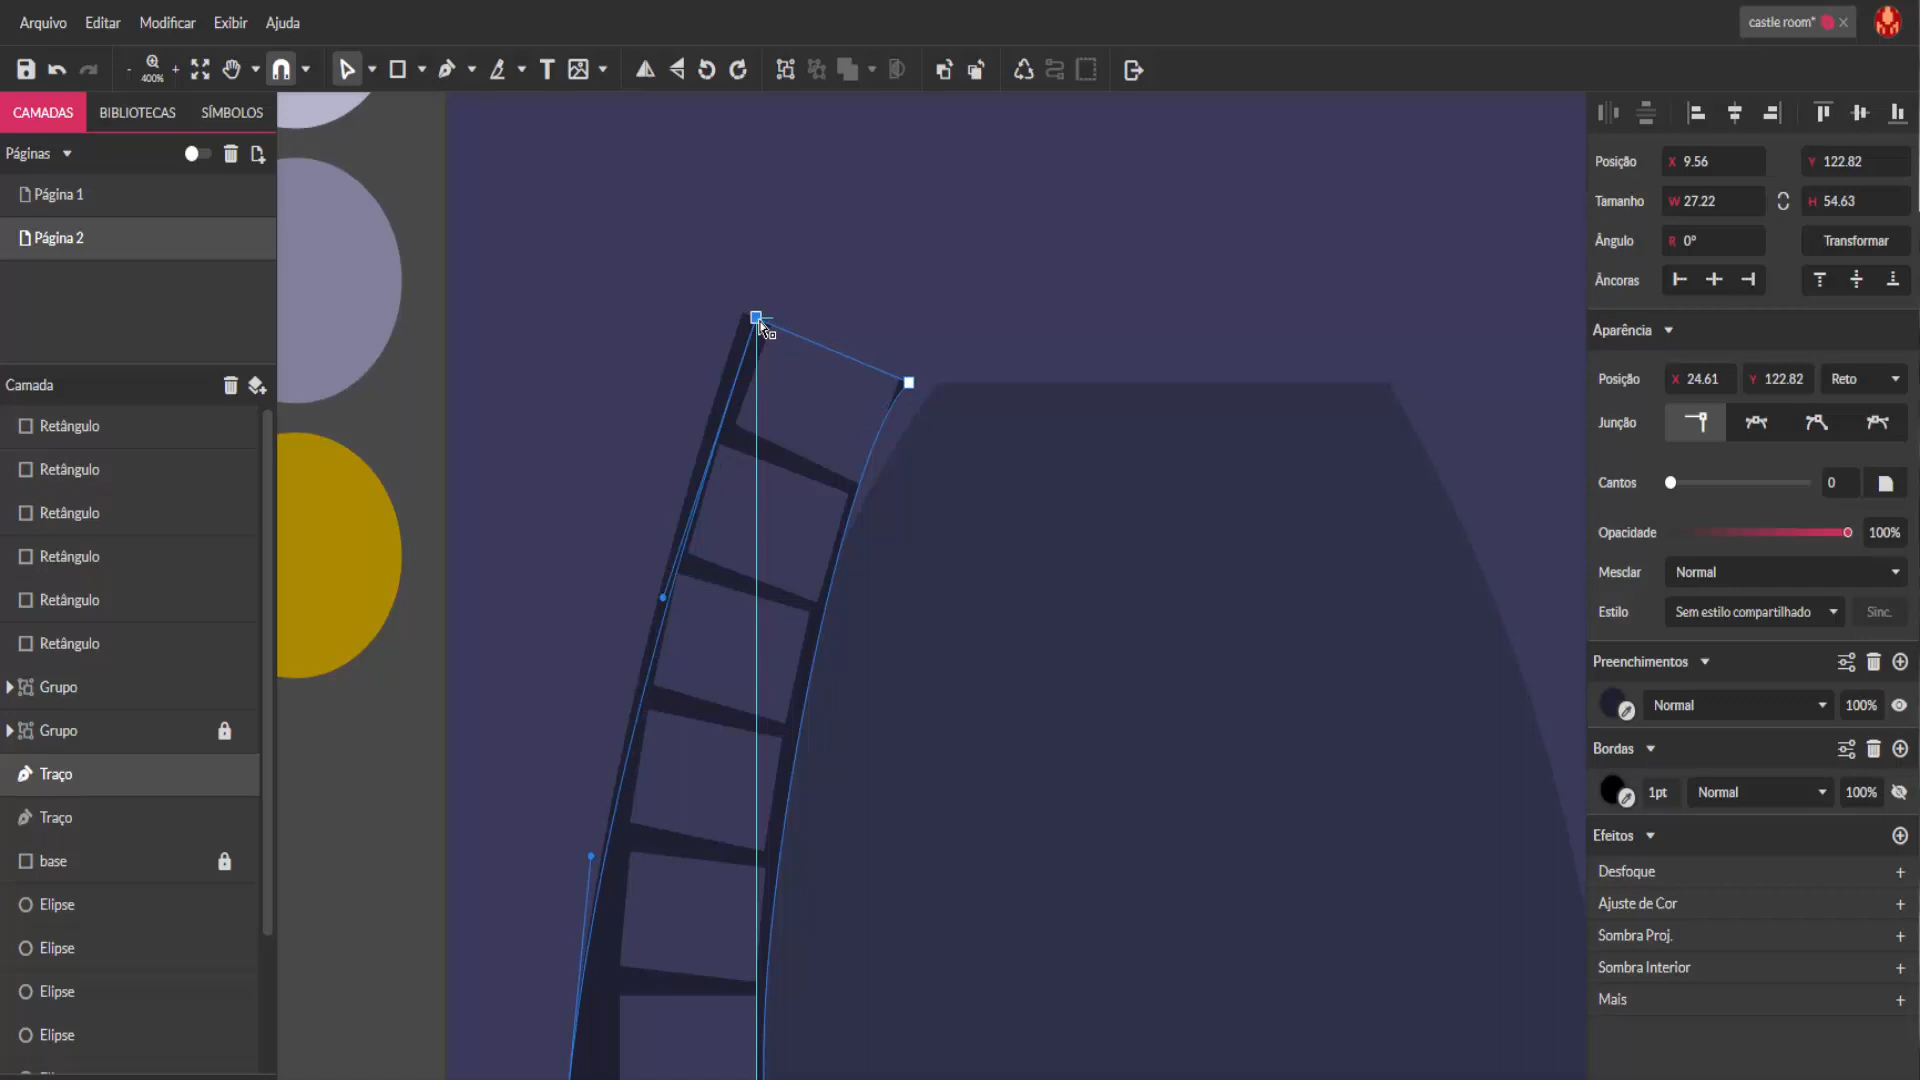 Arquivo Editar Modificar Exibir Ajuda
castle room*
- 400% +
CAMADAS BIBLIOTECAS SÍMBOLOS
Páginas
Página 1
Página 2
Camada
Retângulo
Retângulo
Retângulo
Retângulo
Retângulo
Retângulo
Grupo
Grupo
Traço
Traço
base
Elipse
Elipse
Elipse
Elipse
Posição X 9.56 Y 122.82
Tamanho W 27.22 H 54.63
Ângulo R 0° Transformar
Âncoras
Aparência
Posição X 24.61 Y 122.82 Reto
Junção
Cantos 0
Opacidade 100%
Mesclar Normal
Estilo Sem estilo compartilhado Sinc.
Preenchimentos
Normal 100%
Bordas
1pt Normal 100%
Efeitos
Desfoque +
Ajuste de Cor +
Sombra Proj. +
Sombra Interior +
Mais +